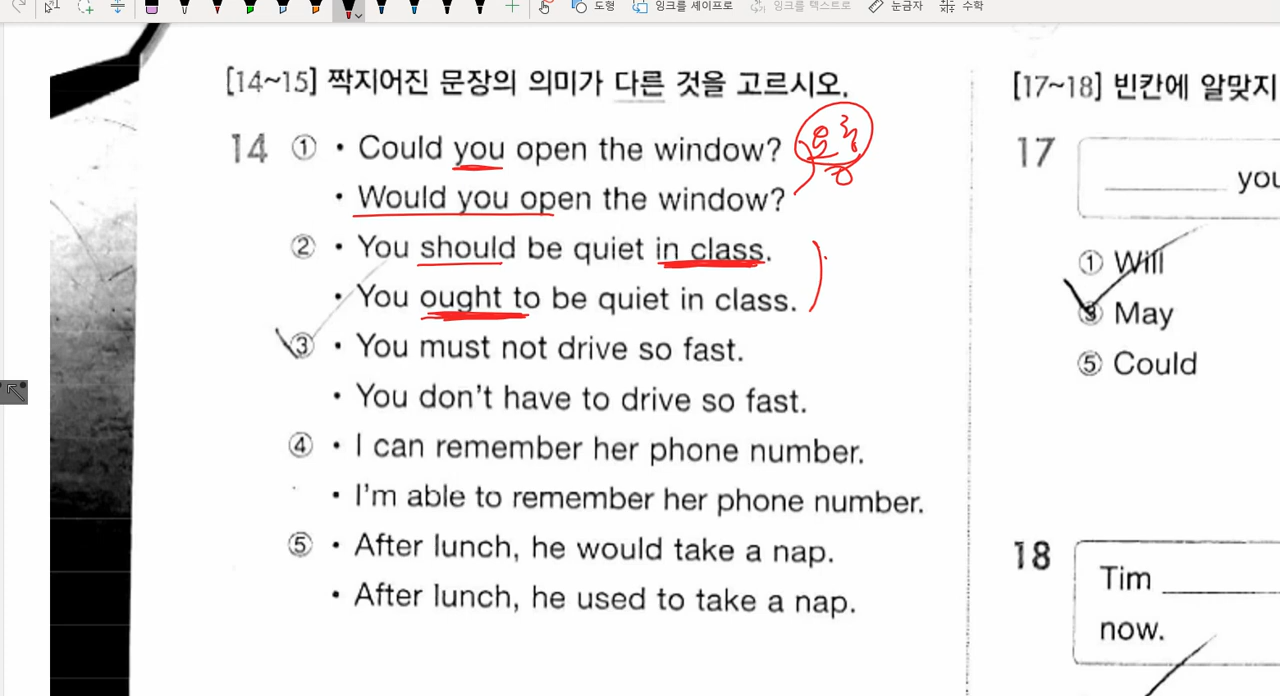 도형 잉크를 셰이프로 잉크를 텍스트로 눈금자 수학
[14~15] 짝지어진 문장의 의미가 다른 것을 고르시오.
14 ① • Could you open the window?
• Would you open the window?
② • You should be quiet in class.
• You ought to be quiet in class.
③ • You must not drive so fast.
• You don't have to drive so fast.
④ • I can remember her phone number.
• I'm able to remember her phone number.
⑤ • After lunch, he would take a nap.
• After lunch, he used to take a nap.
[17~18] 빈칸에 알맞지
17
you
① Will
③ May
⑤ Could
18
Tim
now.